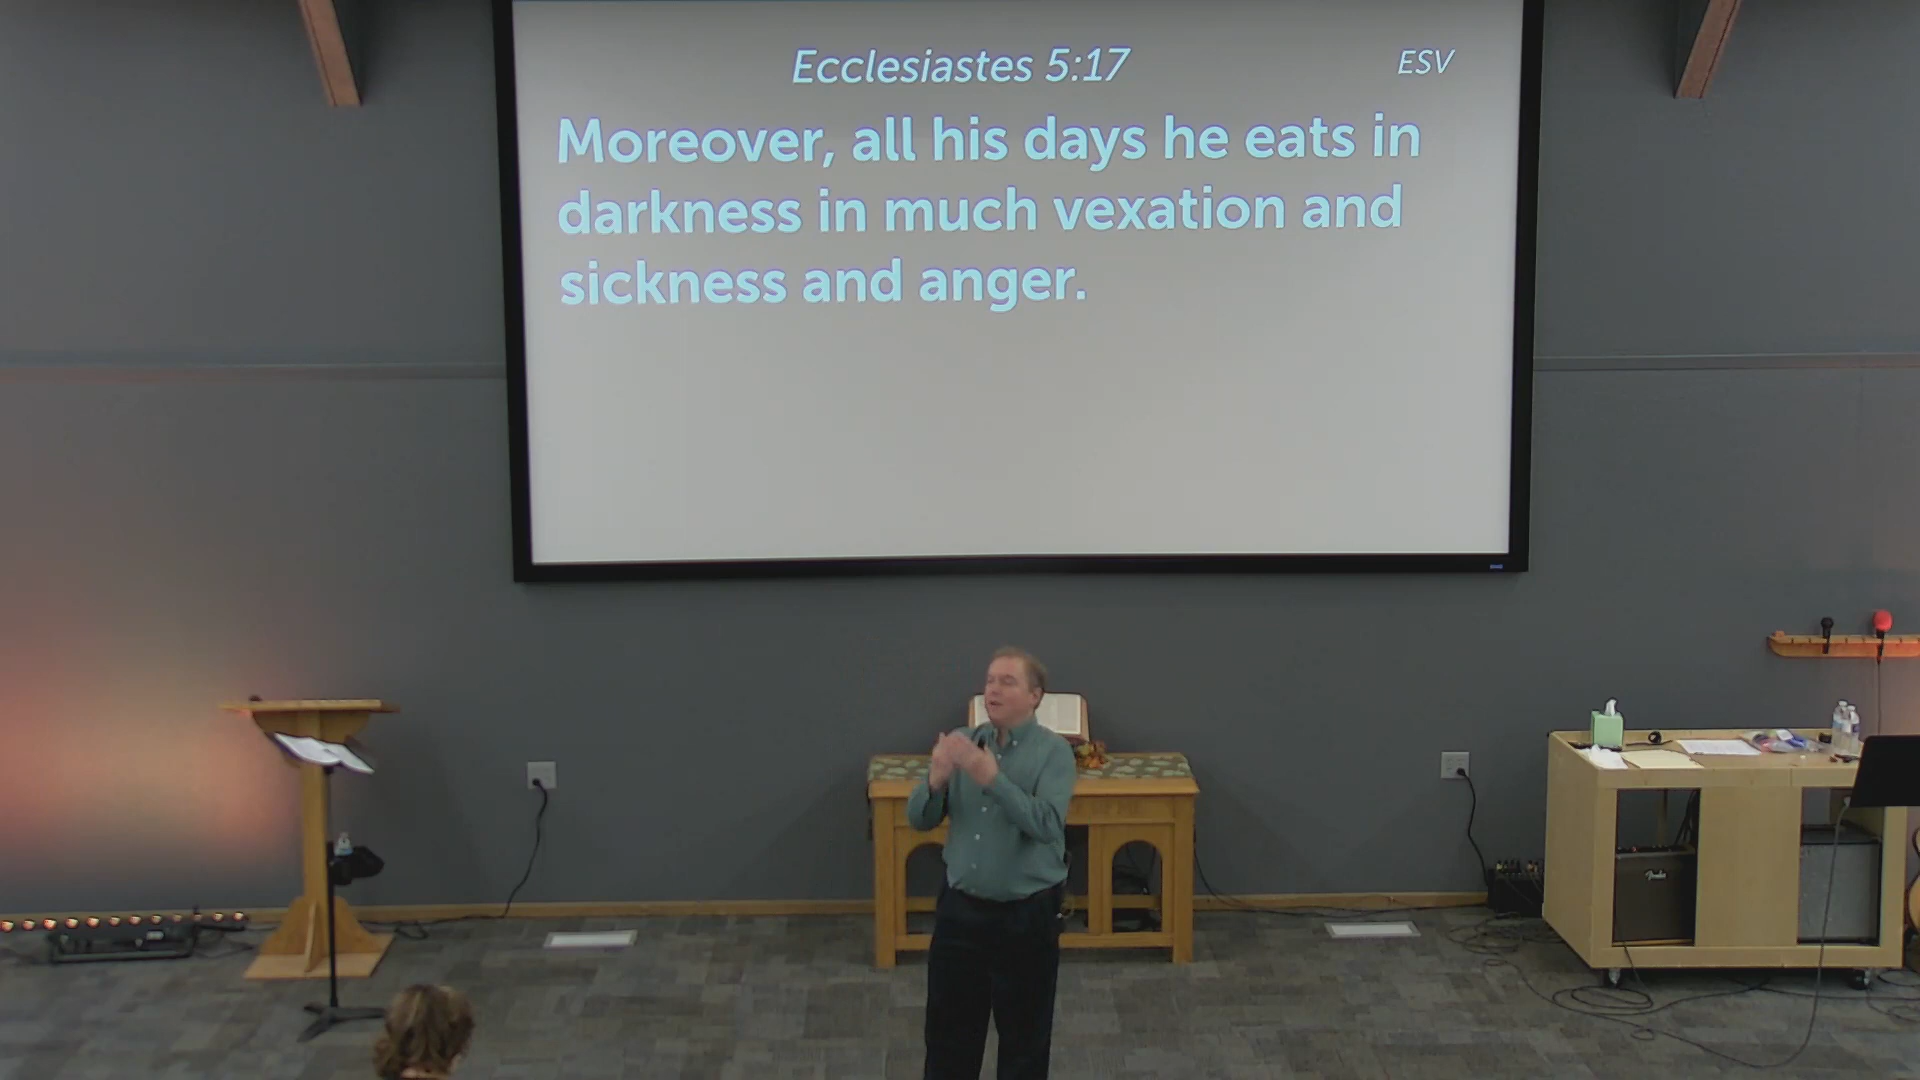 Ecclesiastes 5:17
ESV
Moreover, all his days he eats in
darkness in much vexation and
sickness and anger.
Fender